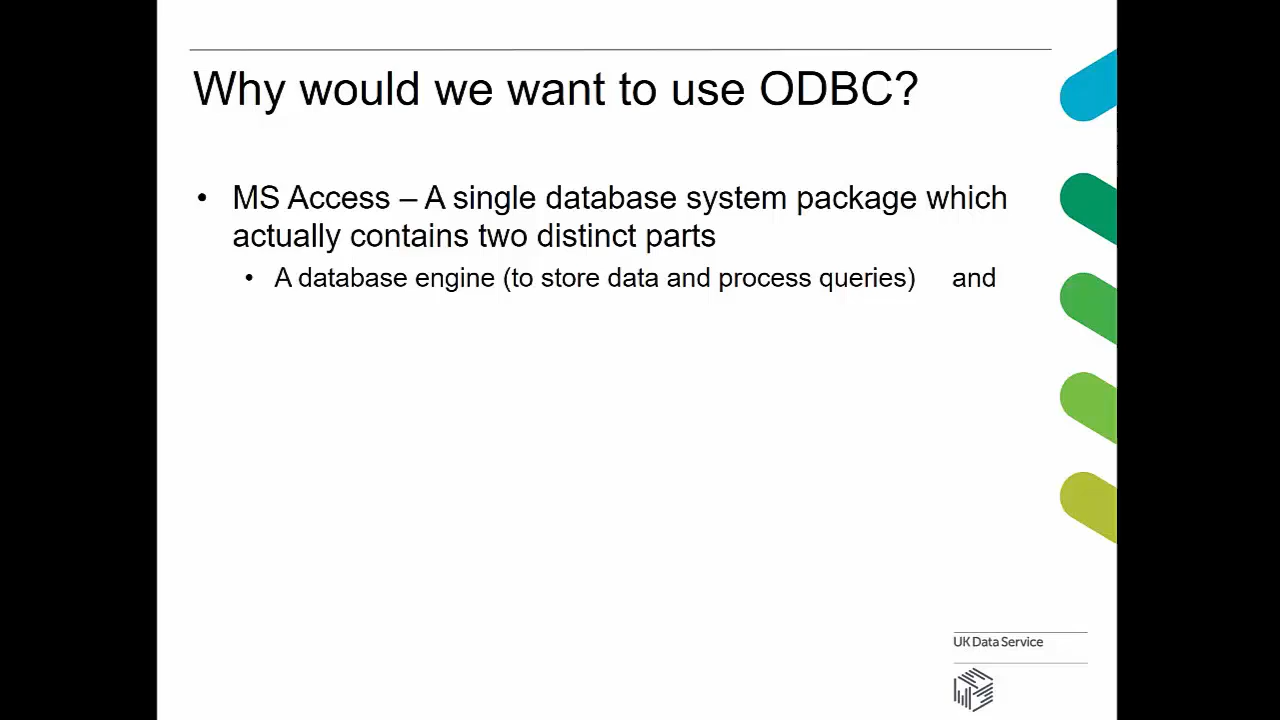 Why would we want to use ODBC?
• MS Access – A single database system package which
actually contains two distinct parts
• A database engine (to store data and process queries) and
UK Data Service